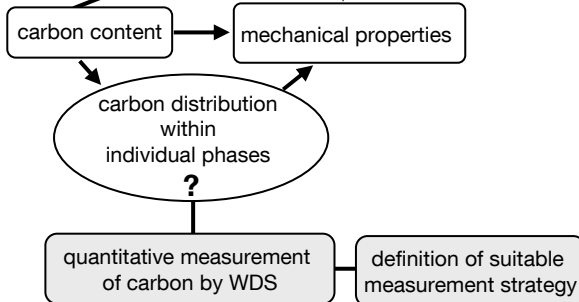 carbon content
mechanical properties
carbon distribution
within
individual phases
?
quantitative measurement
of carbon by WDS
definition of suitable
measurement strategy